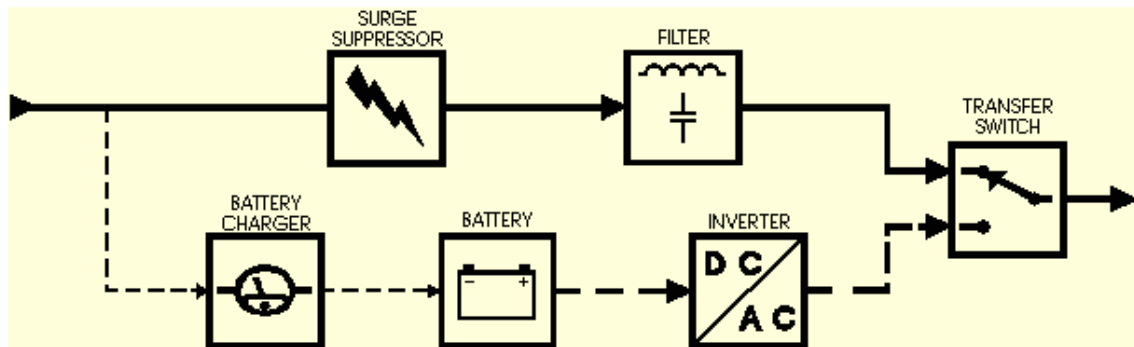 SURGE
SUPPRESSOR
FILTER
TRANSFER
SWITCH
BATTERY
CHARGER
BATTERY
- +
INVERTER
D C
A C